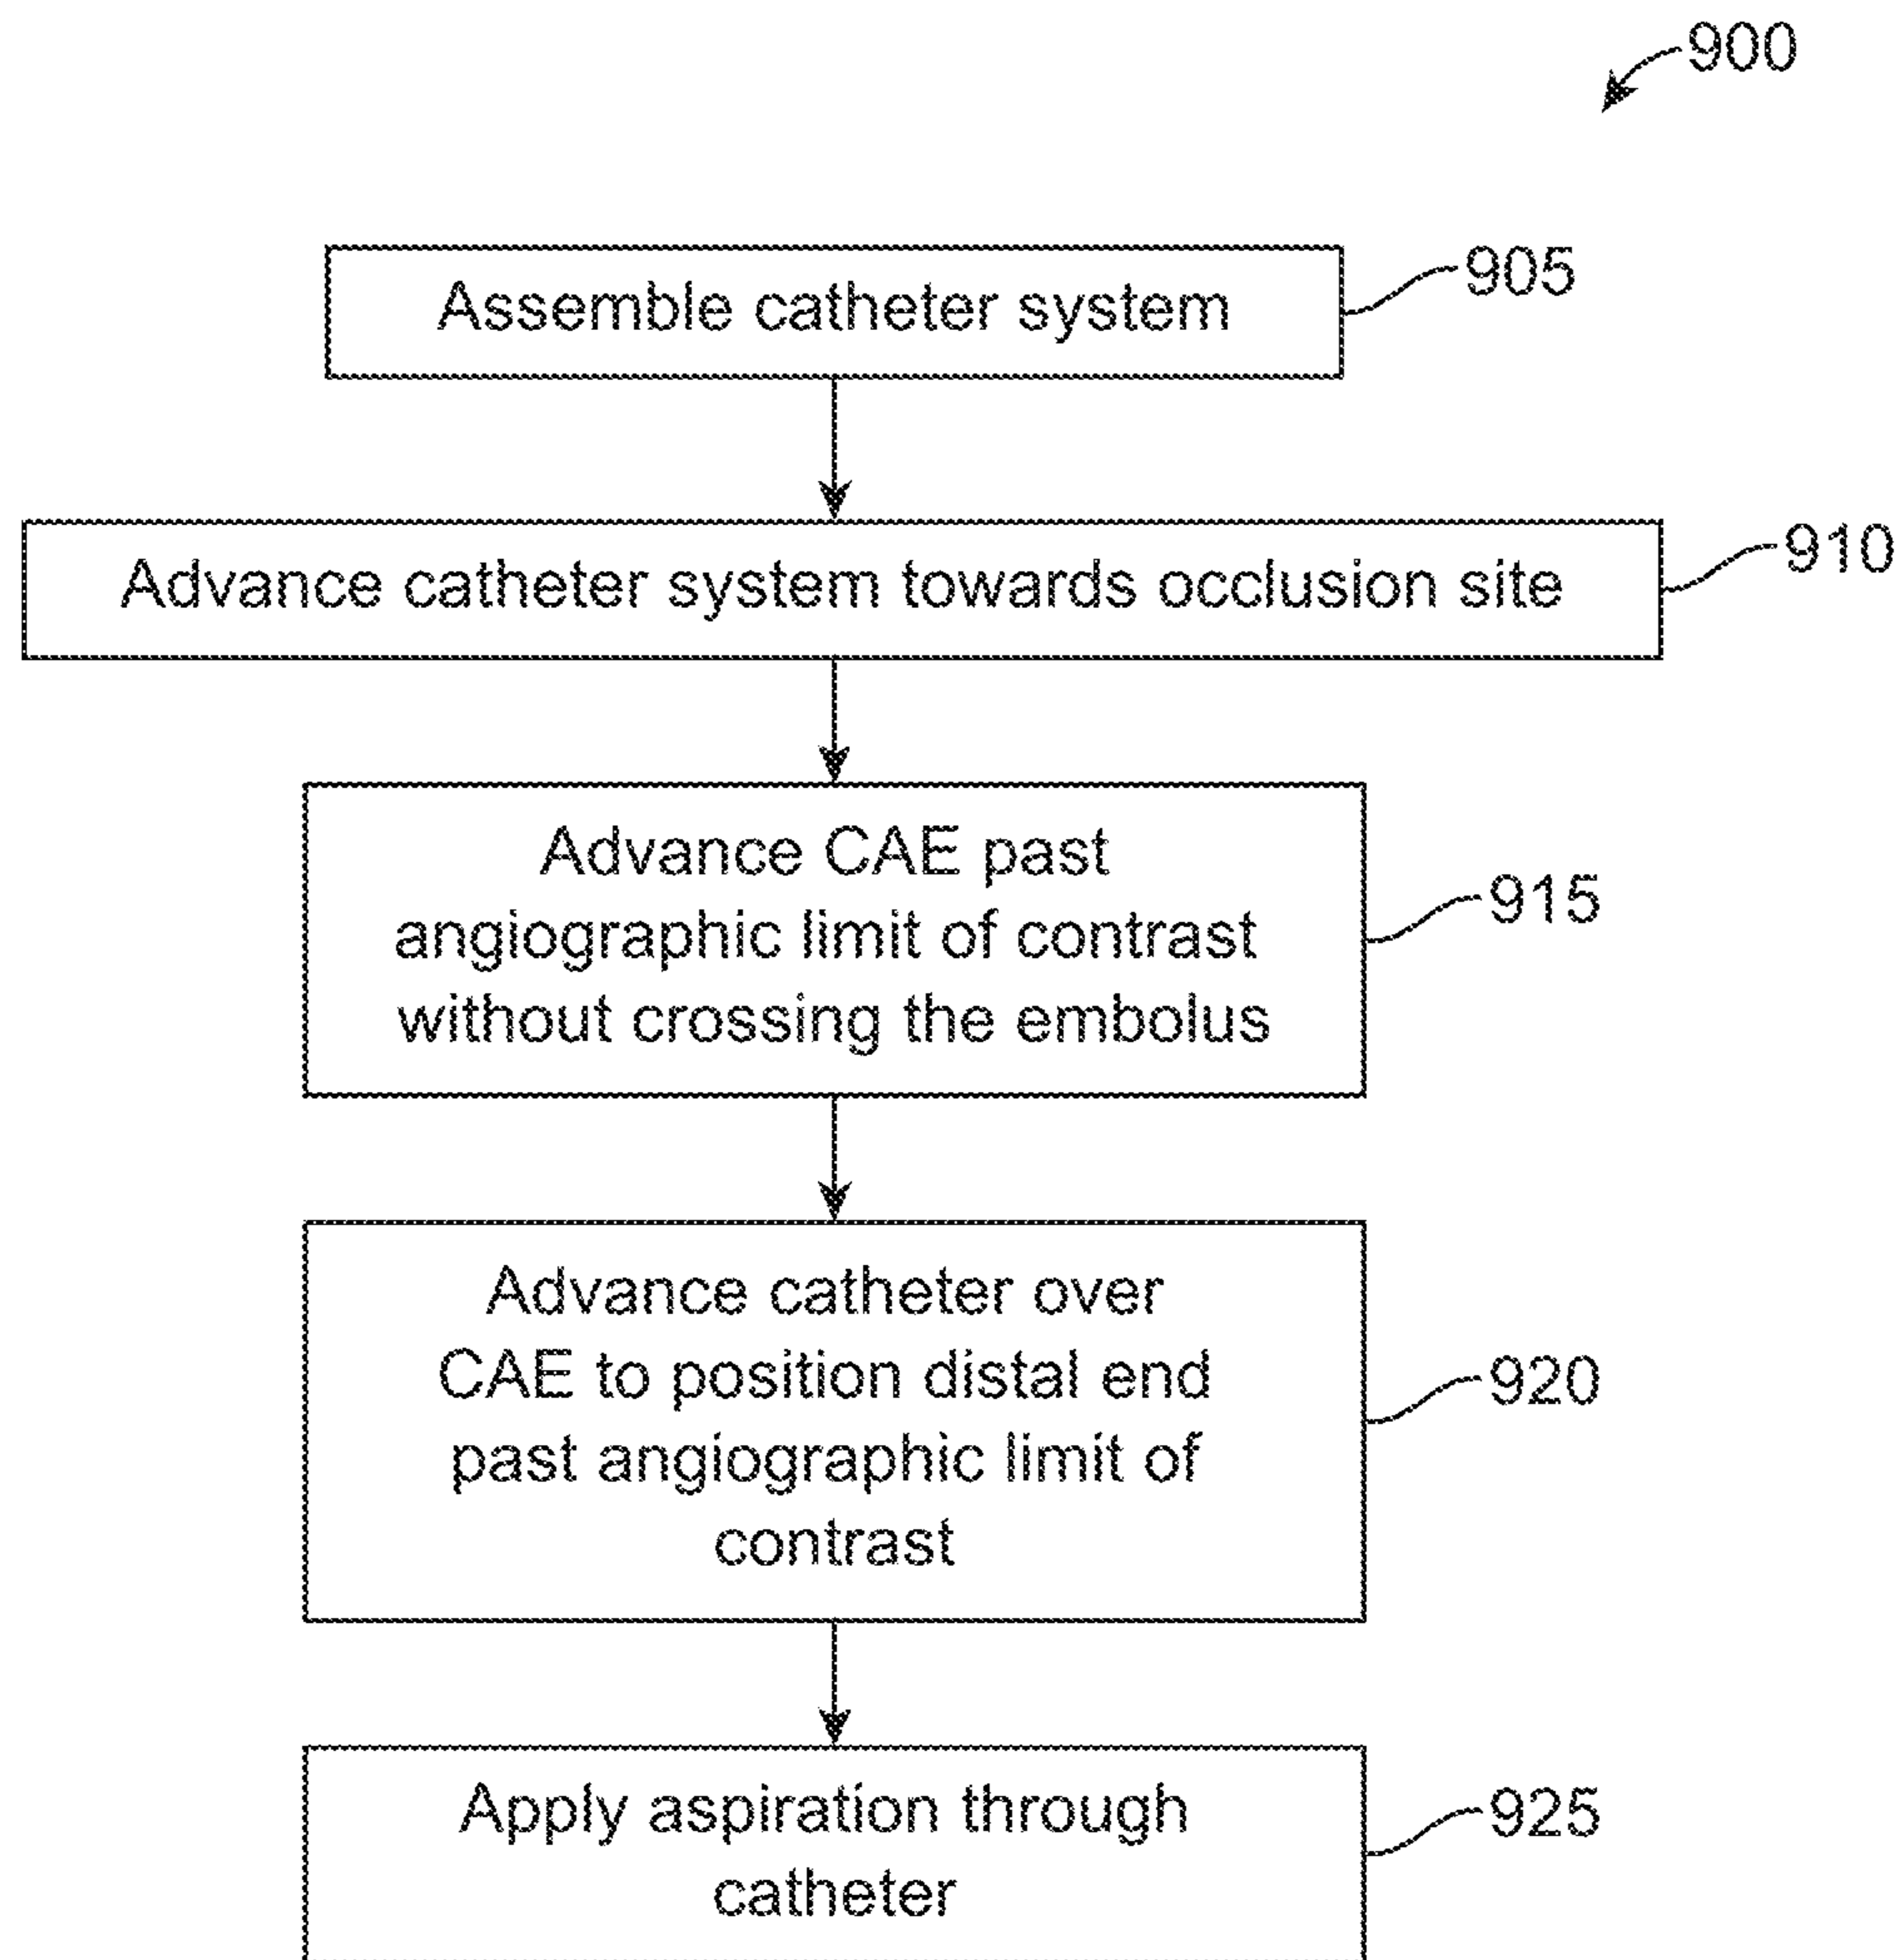 900
Assemble catheter system
905
Advance catheter system towards occlusion site
910
Advance CAE past
angiographic limit of contrast
without crossing the embolus
915
Advance catheter over
CAE to position distal end
past angiographic limit of
contrast
920
Apply aspiration through
catheter
925